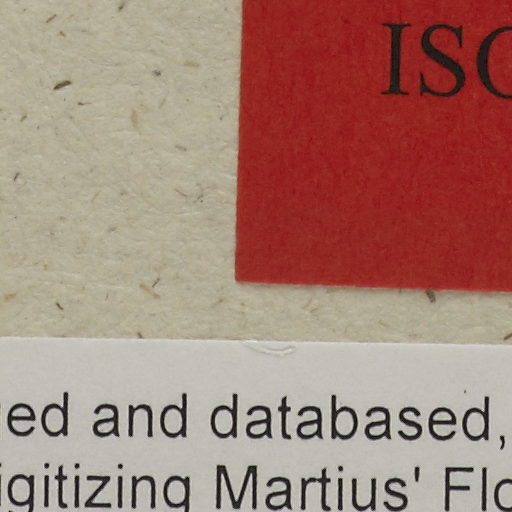 ISO
ed and databased,
igitizing Martius' Flo